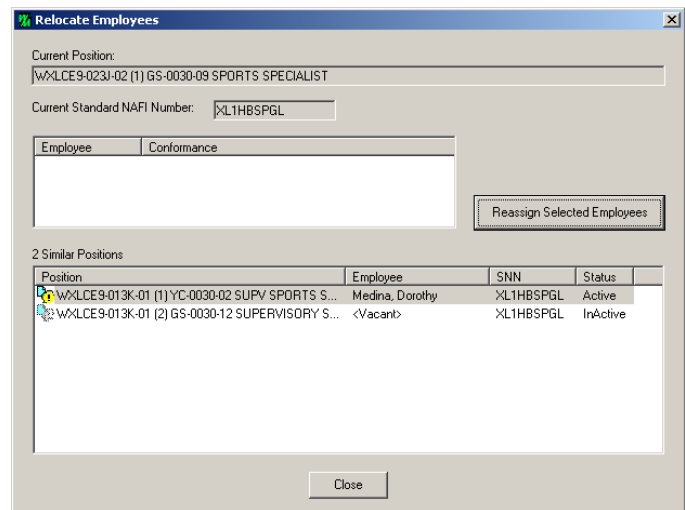 Relocate Employees
Current Position:
WXLCE9-023J-02 (1) GS-0030-09 SPORTS SPECIALIST
Current Standard NAFI Number: XL1HBSPGL
Employee Conformance
Reassign Selected Employees
2 Similar Positions
Position Employee SNN Status
WXLCE9-013K-01 (1) YC-0030-02 SUPV SPORTS S... Medina, Dorothy XL1HBSPGL Active
WXLCE9-013K-01 (2) GS-0030-12 SUPERVISORY S... <Vacant> XL1HBSPGL InActive
Close